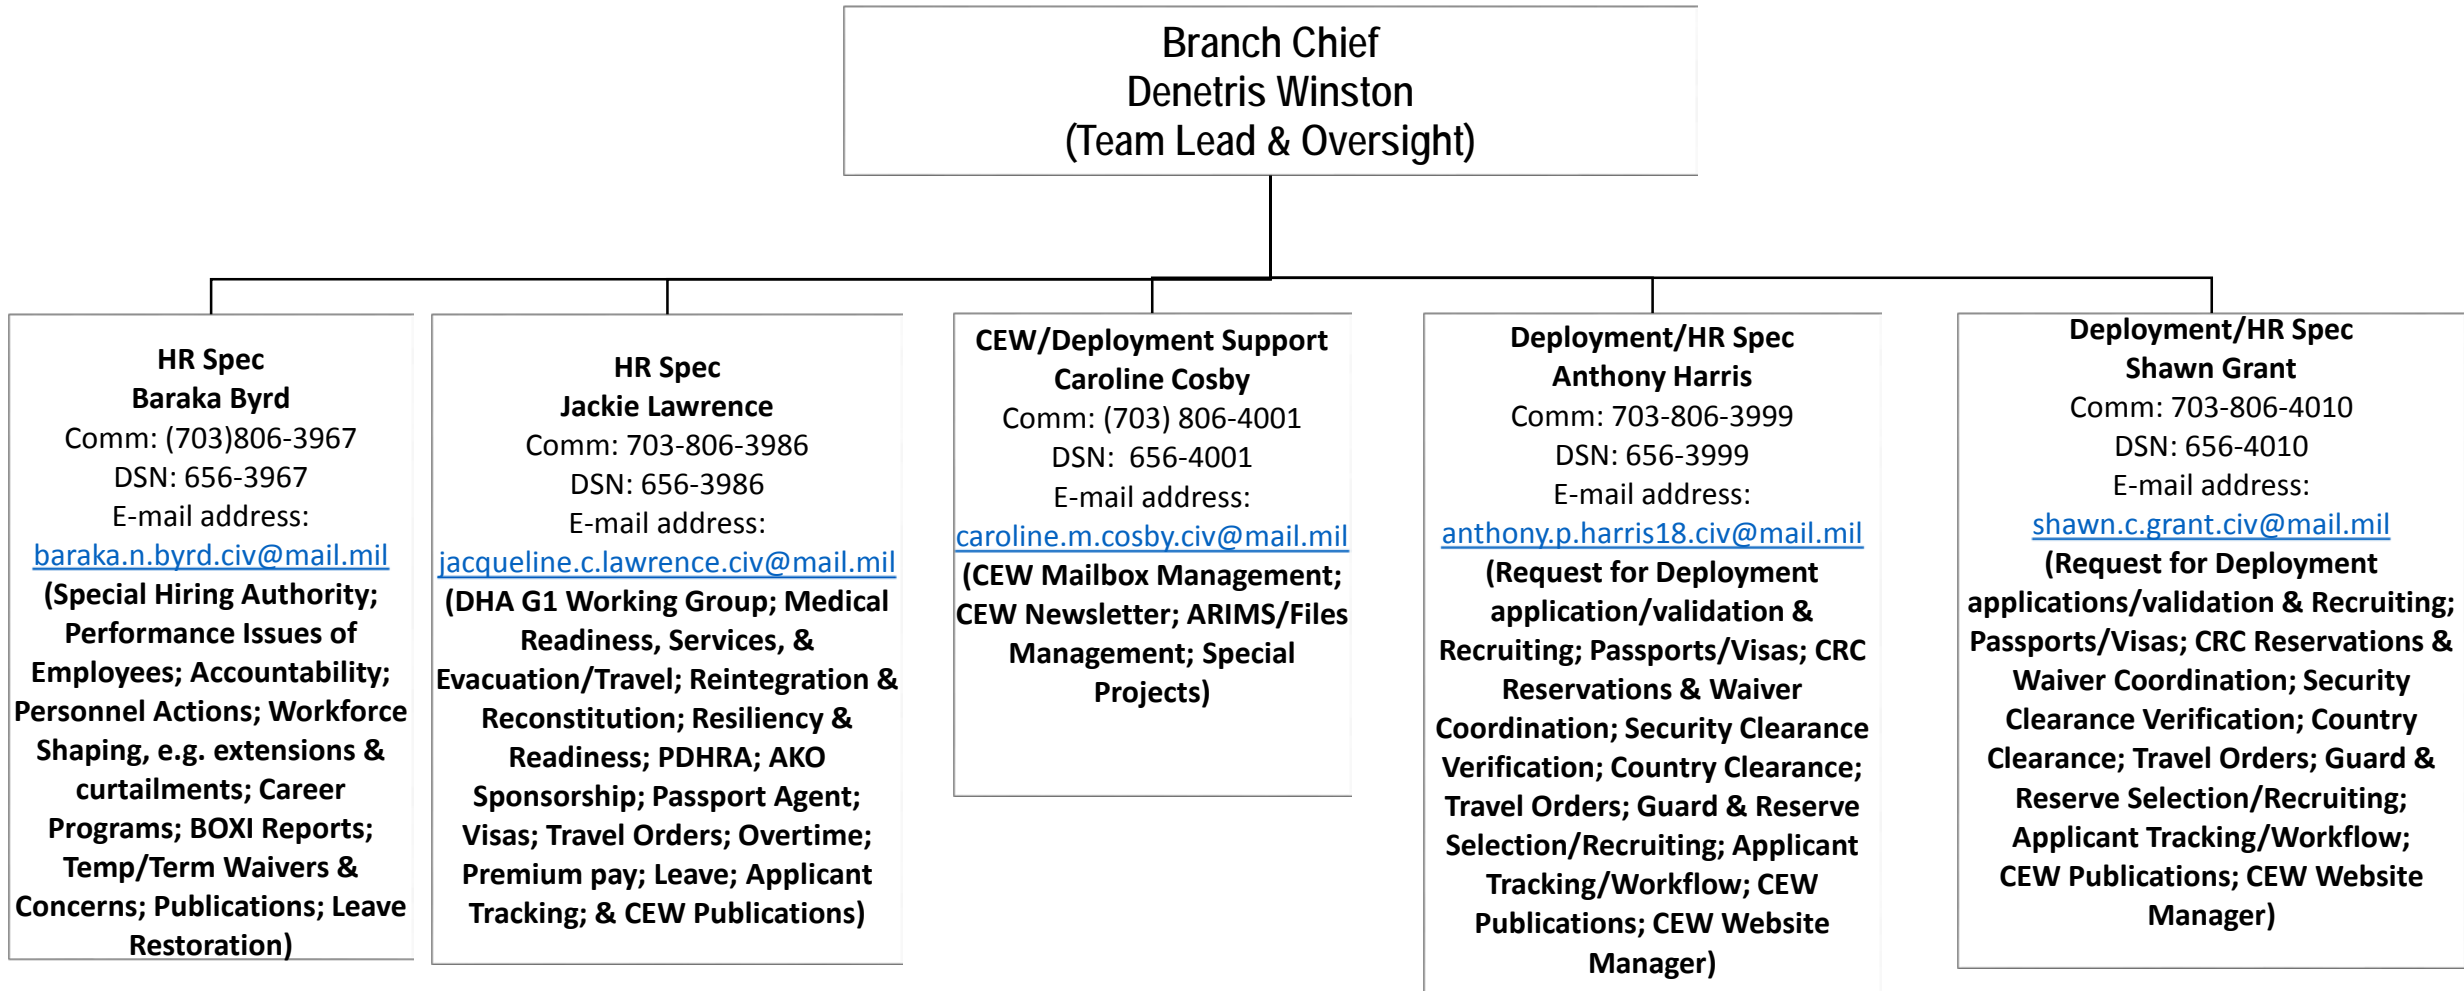 Branch Chief
Denetris Winston
(Team Lead & Oversight)
HR Spec
Baraka Byrd
Comm: (703)806-3967
DSN: 656-3967
E-mail address:
baraka.n.byrd.civ@mail.mil
(Special Hiring Authority;
Performance Issues of
Employees; Accountability;
Personnel Actions; Workforce
Shaping, e.g. extensions &
curtailments; Career
Programs; BOXI Reports;
Temp/Term Waivers &
Concerns; Publications; Leave
Restoration)
HR Spec
Jackie Lawrence
Comm: 703-806-3986
DSN: 656-3986
E-mail address:
jacqueline.c.lawrence.civ@mail.mil
(DHA G1 Working Group; Medical
Readiness, Services, &
Evacuation/Travel; Reintegration &
Reconstitution; Resiliency &
Readiness; PDHRA; AKO
Sponsorship; Passport Agent;
Visas; Travel Orders; Overtime;
Premium pay; Leave; Applicant
Tracking; & CEW Publications)
CEW/Deployment Support
Caroline Cosby
Comm: (703) 806-4001
DSN:  656-4001
E-mail address:
caroline.m.cosby.civ@mail.mil
(CEW Mailbox Management;
CEW Newsletter; ARIMS/Files
Management; Special
Projects)
Deployment/HR Spec
Anthony Harris
Comm: 703-806-3999
DSN: 656-3999
E-mail address:
anthony.p.harris18.civ@mail.mil
(Request for Deployment
application/validation &
Recruiting; Passports/Visas; CRC
Reservations & Waiver
Coordination; Security Clearance
Verification; Country Clearance;
Travel Orders; Guard & Reserve
Selection/Recruiting; Applicant
Tracking/Workflow; CEW
Publications; CEW Website
Manager)
Deployment/HR Spec
Shawn Grant
Comm: 703-806-4010
DSN: 656-4010
E-mail address:
shawn.c.grant.civ@mail.mil
(Request for Deployment
applications/validation & Recruiting;
Passports/Visas; CRC Reservations &
Waiver Coordination; Security
Clearance Verification; Country
Clearance; Travel Orders; Guard &
Reserve Selection/Recruiting;
Applicant Tracking/Workflow;
CEW Publications; CEW Website
Manager)